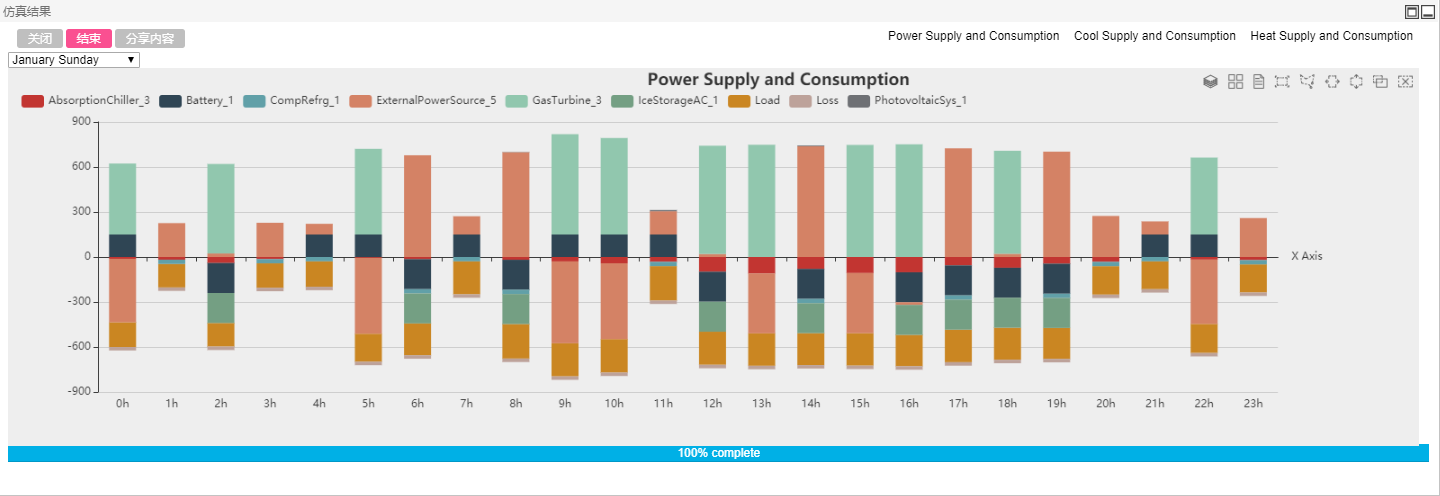 仿真结果
关闭 结束 分享内容 Power Supply and Consumption Cool Supply and Consumption Heat Supply and Consumption
January Sunday
Power Supply and Consumption
AbsorptionChiller_3 Battery_1 CompRefrg_1 ExternalPowerSource_5 GasTurbine_3 IceStorageAC_1 Load Loss PhotovoltaicSys_1
900
600
300
0 X Axis
-300
-600
-900
0h 1h 2h 3h 4h 5h 6h 7h 8h 9h 10h 11h 12h 13h 14h 15h 16h 17h 18h 19h 20h 21h 22h 23h
100% complete